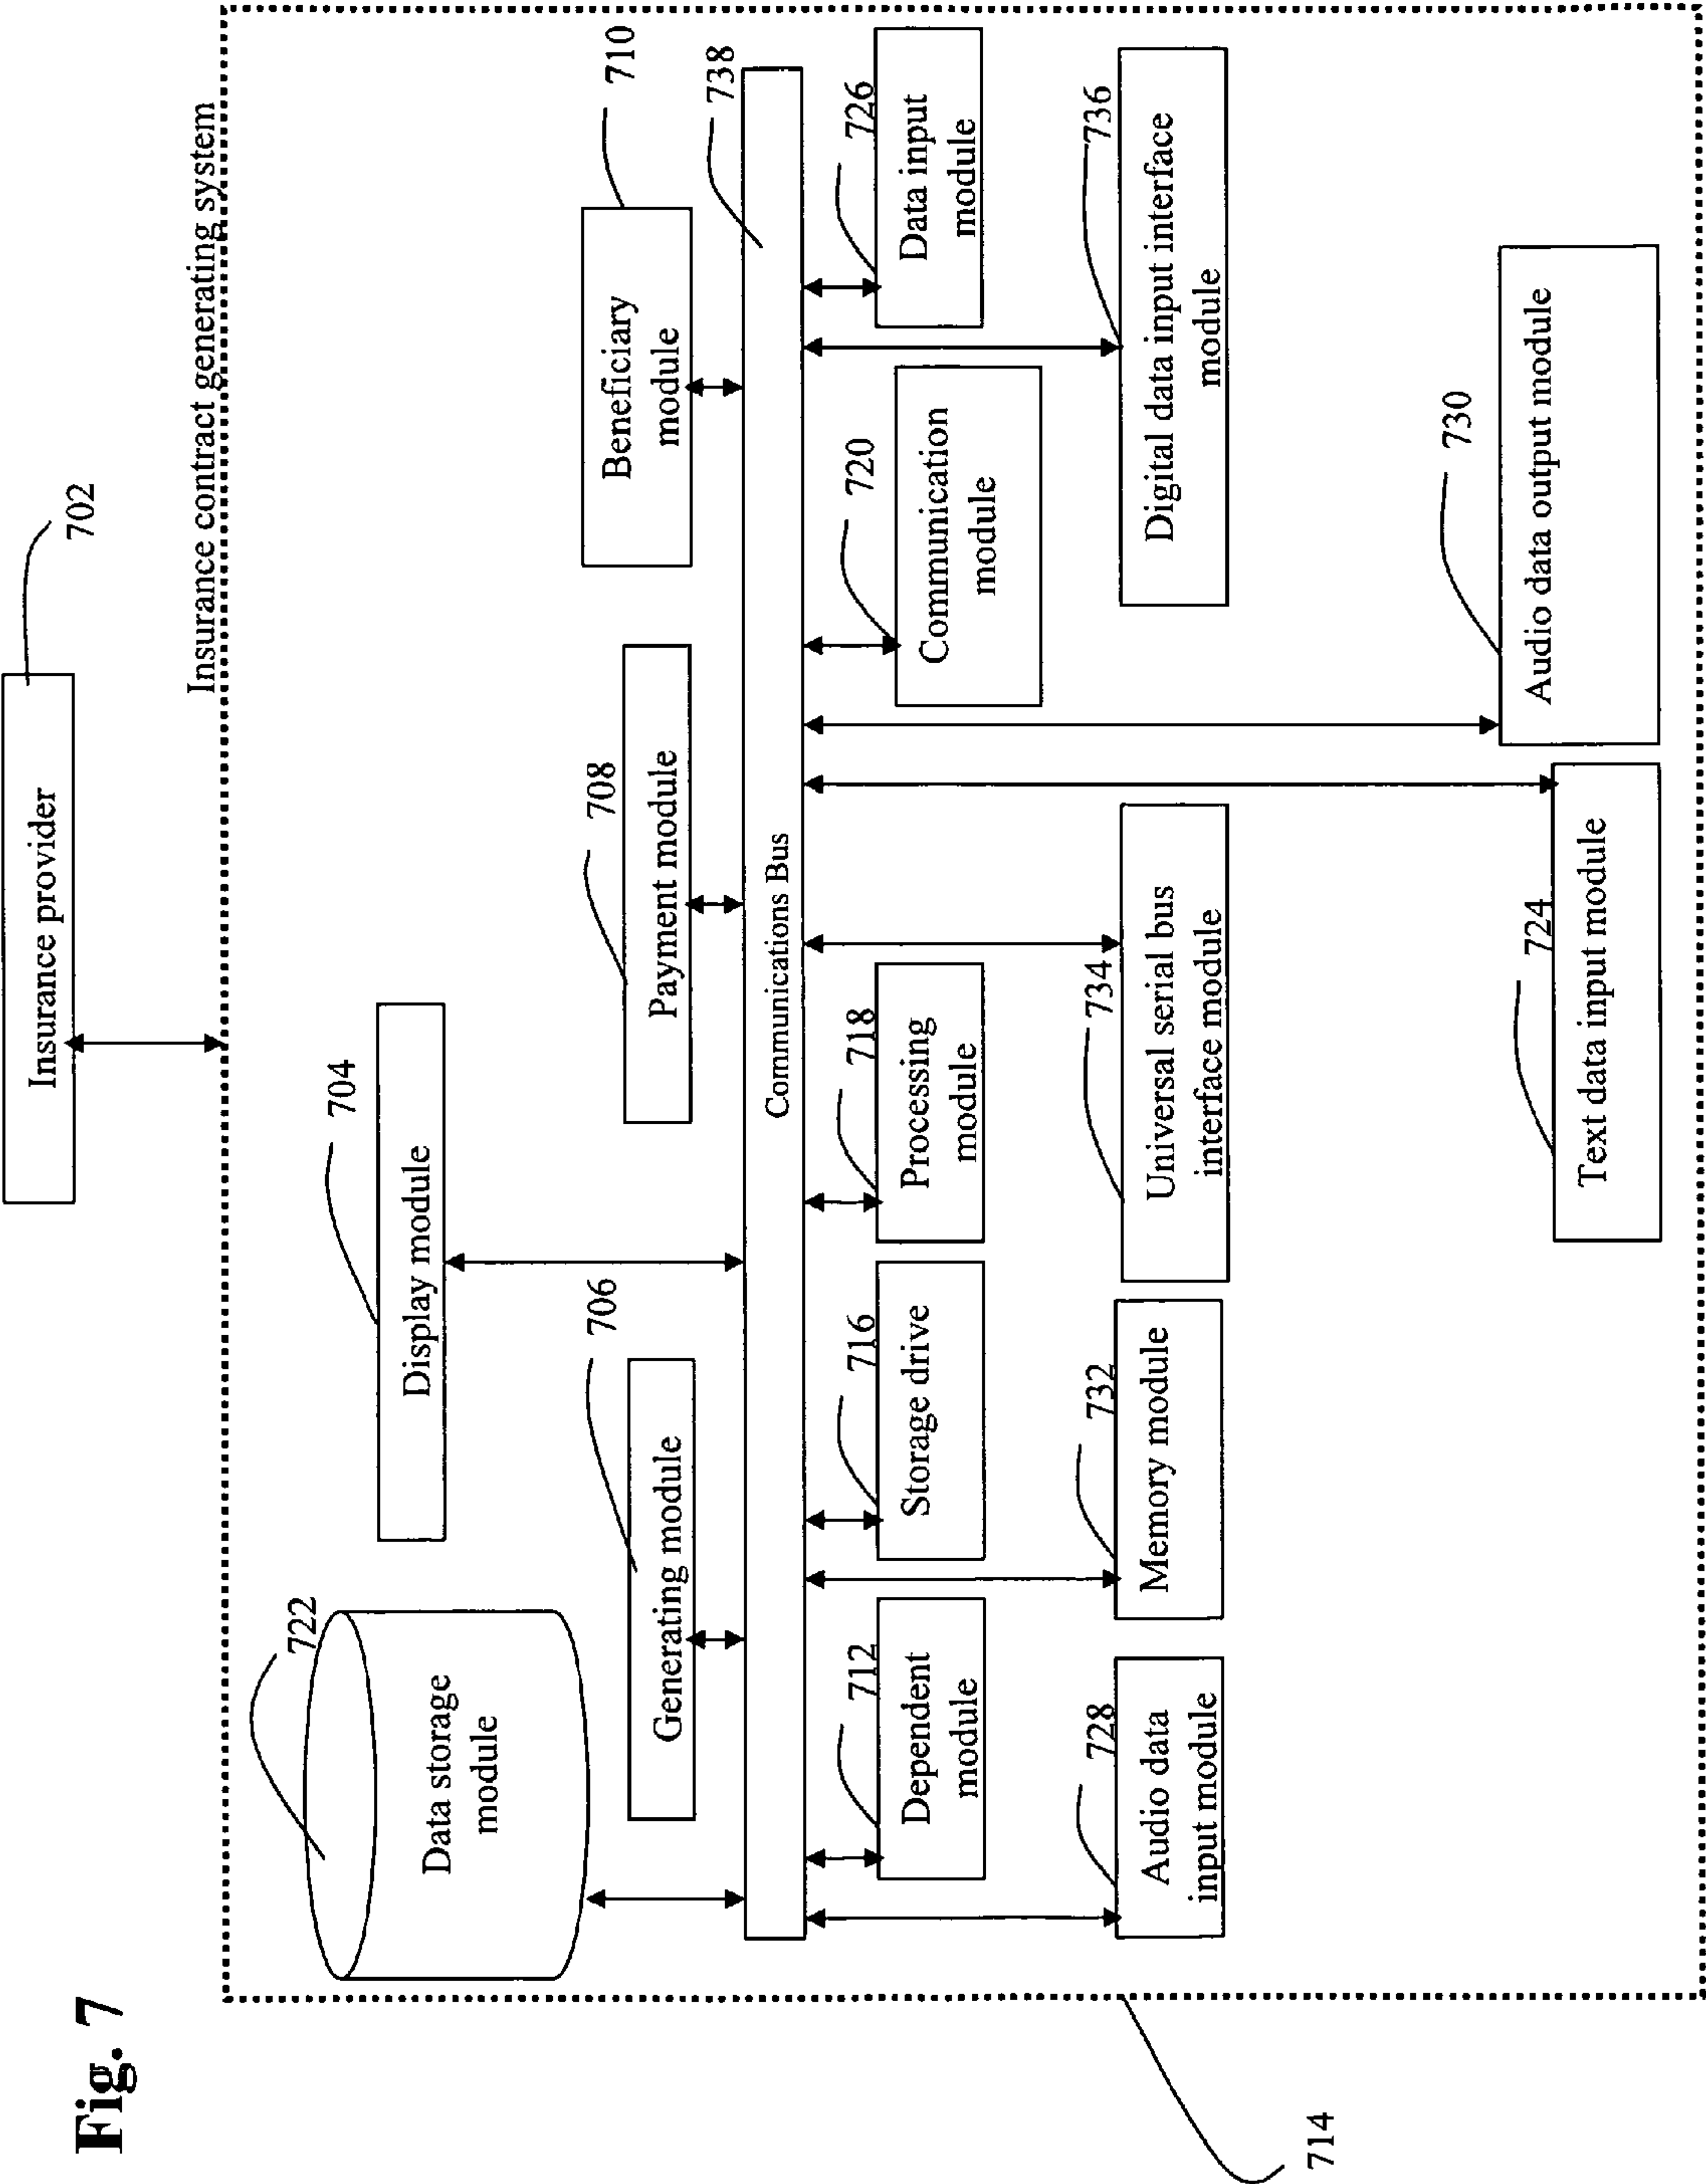 Fig. 7
Insurance provider
702
Insurance contract generating system
722
Data storage
module
704
Display module
706
Generating module
708
Payment module
710
Beneficiary
module
738
Communications Bus
712
Dependent
module
716
Storage drive
718
Processing
module
720
Communication
module
726
Data input
module
728
Audio data
input module
732
Memory module
734
Universal serial bus
interface module
736
Digital data input interface
module
724
Text data input module
730
Audio data output module
714